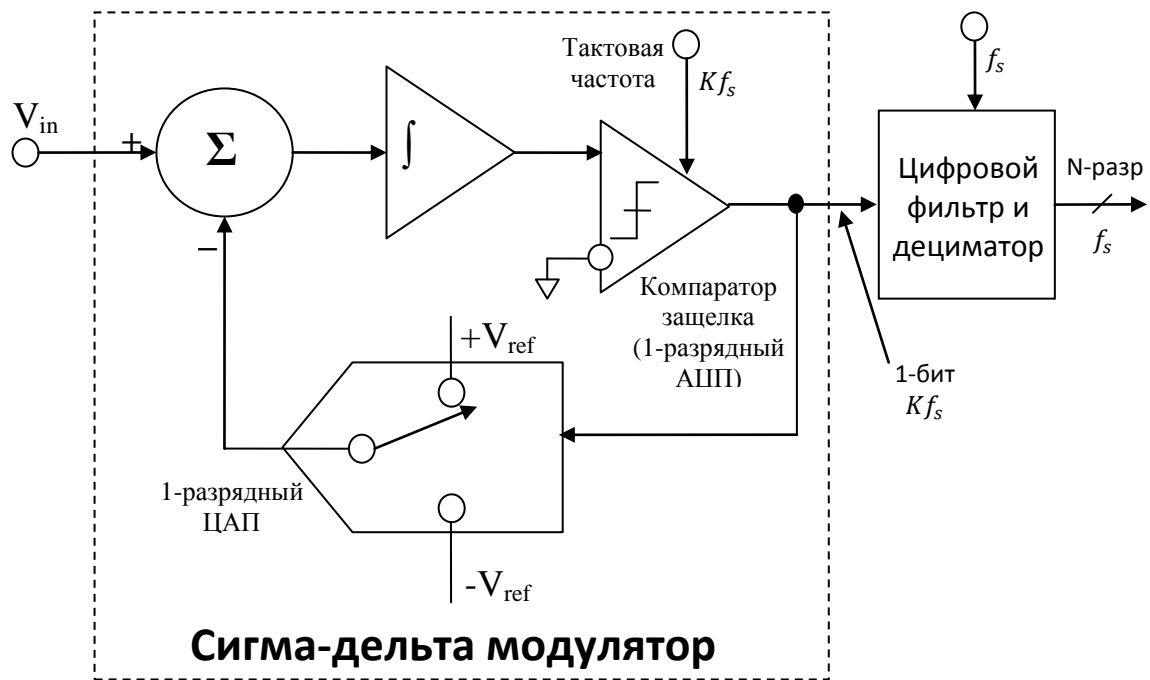 Тактовая
частота
Kf_s
f_s
V_in
+
Σ
∫
Цифровой
фильтр и
дециматор
N-разр
f_s
−
Компаратор
защелка
(1-разрядный
АЦП)
+V_ref
1-бит
Kf_s
1-разрядный
ЦАП
-V_ref
Сигма-дельта модулятор